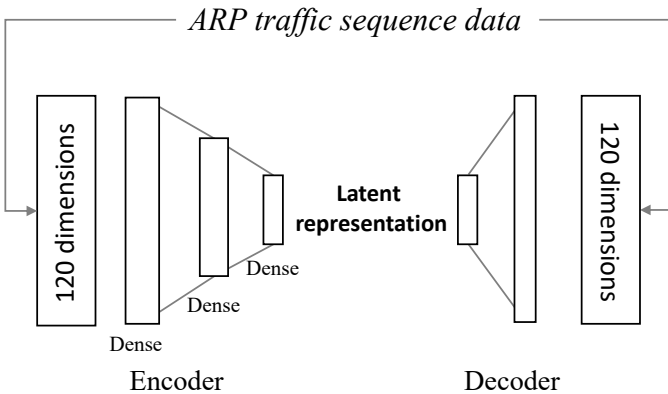 ARP traffic sequence data
120 dimensions
Latent
representation
120 dimensions
Dense
Dense
Dense
Encoder
Decoder